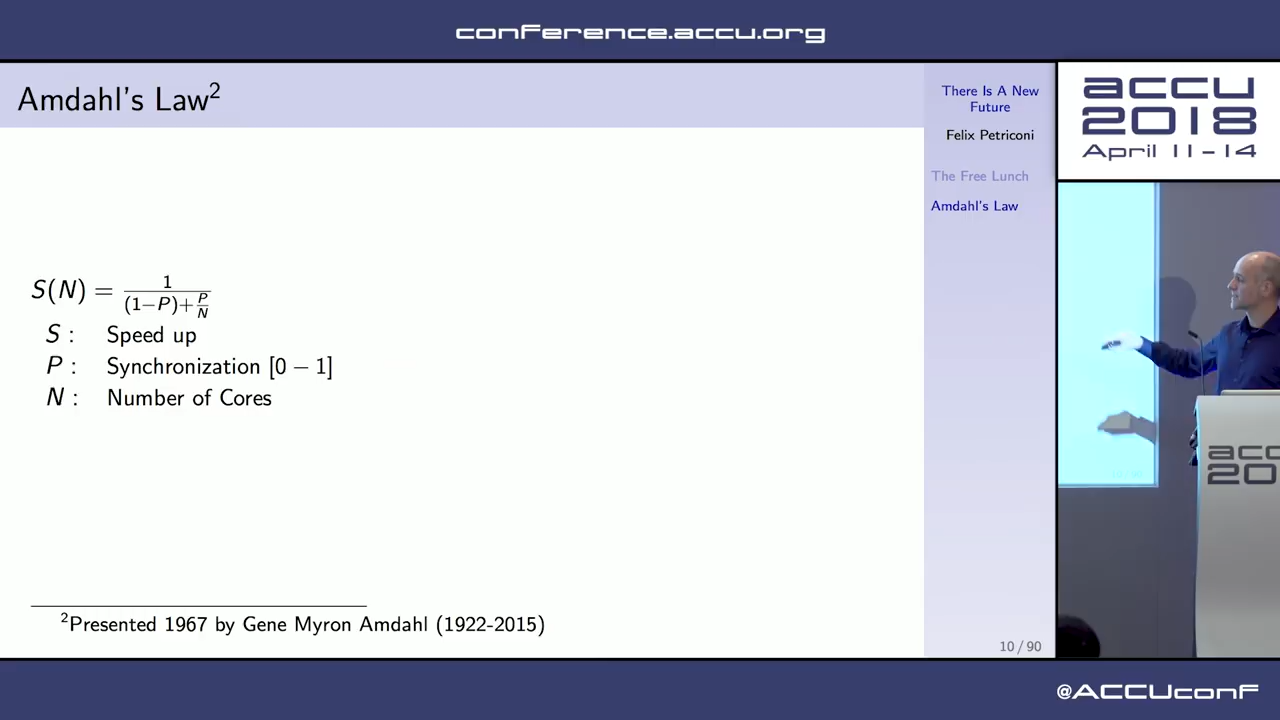 conference.accu.org
Amdahl's Law²
S(N) = 1 / ((1−P)+P/N)
S : Speed up
P : Synchronization [0 − 1]
N : Number of Cores
²Presented 1967 by Gene Myron Amdahl (1922-2015)
There Is A New
Future
Felix Petriconi
The Free Lunch
Amdahl's Law
10 / 90
accu
2018
April 11-14
acc
20
@ACCUconf